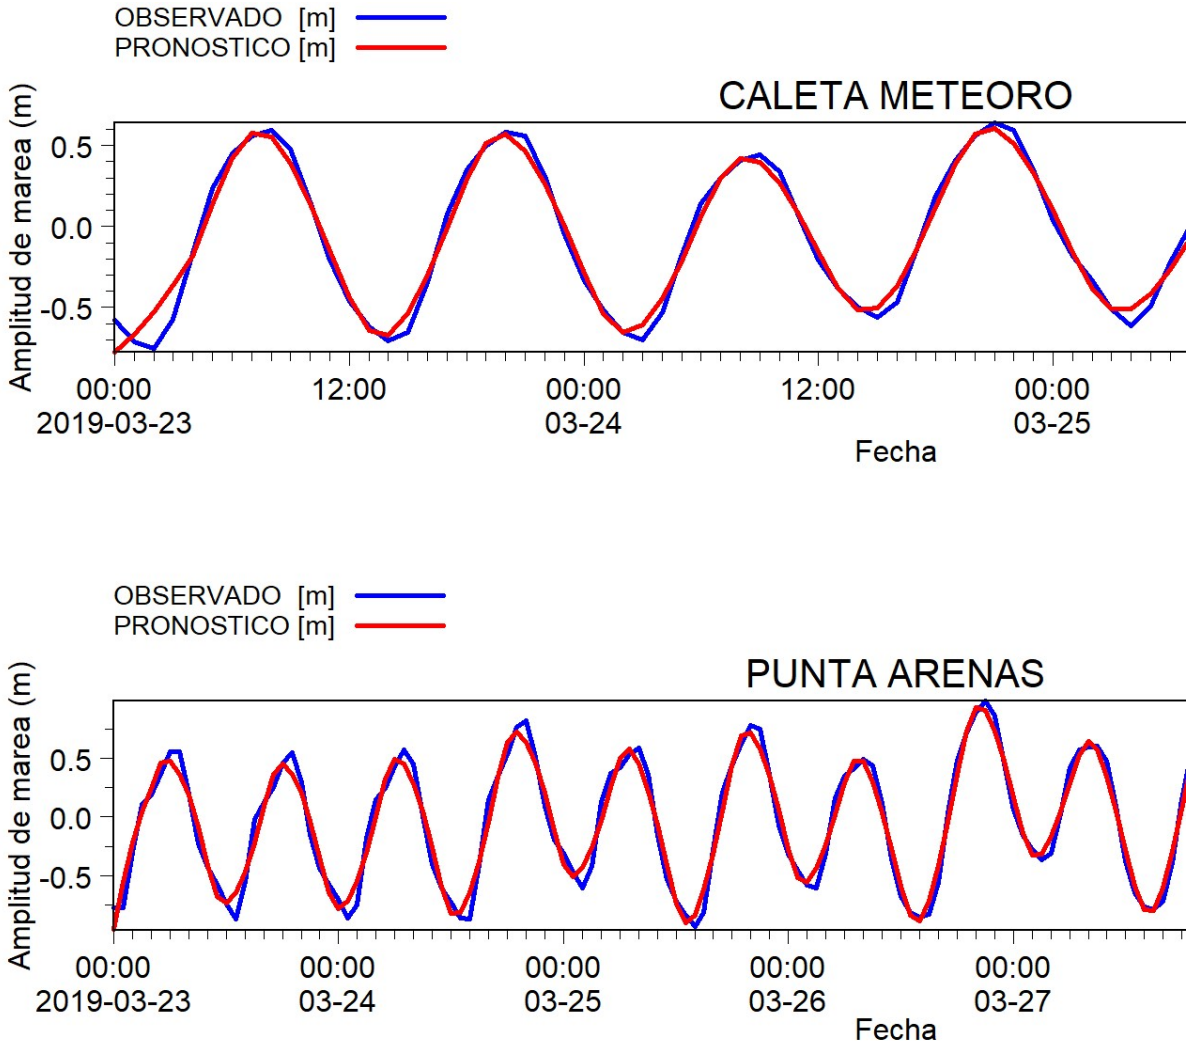 OBSERVADO [m]
PRONOSTICO [m]
CALETA METEORO
Amplitud de marea (m)
0.5
0.0
-0.5
00:00 12:00 00:00 12:00 00:00
2019-03-23 03-24 03-25
Fecha
OBSERVADO [m]
PRONOSTICO [m]
PUNTA ARENAS
Amplitud de marea (m)
0.5
0.0
-0.5
00:00 00:00 00:00 00:00 00:00
2019-03-23 03-24 03-25 03-26 03-27
Fecha